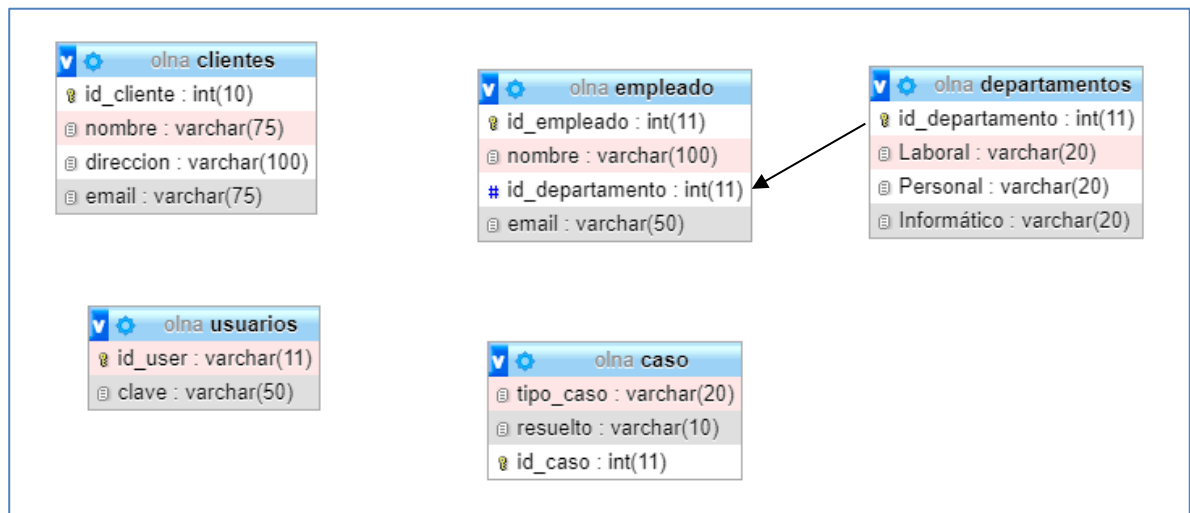 v olna clientes
id_cliente : int(10)
nombre : varchar(75)
direccion : varchar(100)
email : varchar(75)
v olna empleado
id_empleado : int(11)
nombre : varchar(100)
# id_departamento : int(11)
email : varchar(50)
v olna departamentos
id_departamento : int(11)
Laboral : varchar(20)
Personal : varchar(20)
Informático : varchar(20)
v olna usuarios
id_user : varchar(11)
clave : varchar(50)
v olna caso
tipo_caso : varchar(20)
resuelto : varchar(10)
id_caso : int(11)